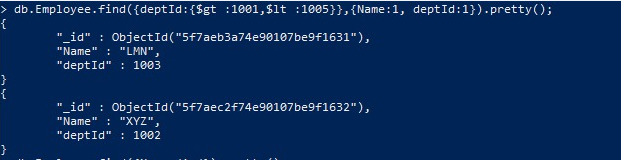 > db.Employee.find({deptId:{$gt :1001,$lt :1005}},{Name:1, deptId:1}).pretty();
{
        "_id" : ObjectId("5f7aeb3a74e90107be9f1631"),
        "Name" : "LMN",
        "deptId" : 1003
}
{
        "_id" : ObjectId("5f7aec2f74e90107be9f1632"),
        "Name" : "XYZ",
        "deptId" : 1002
}